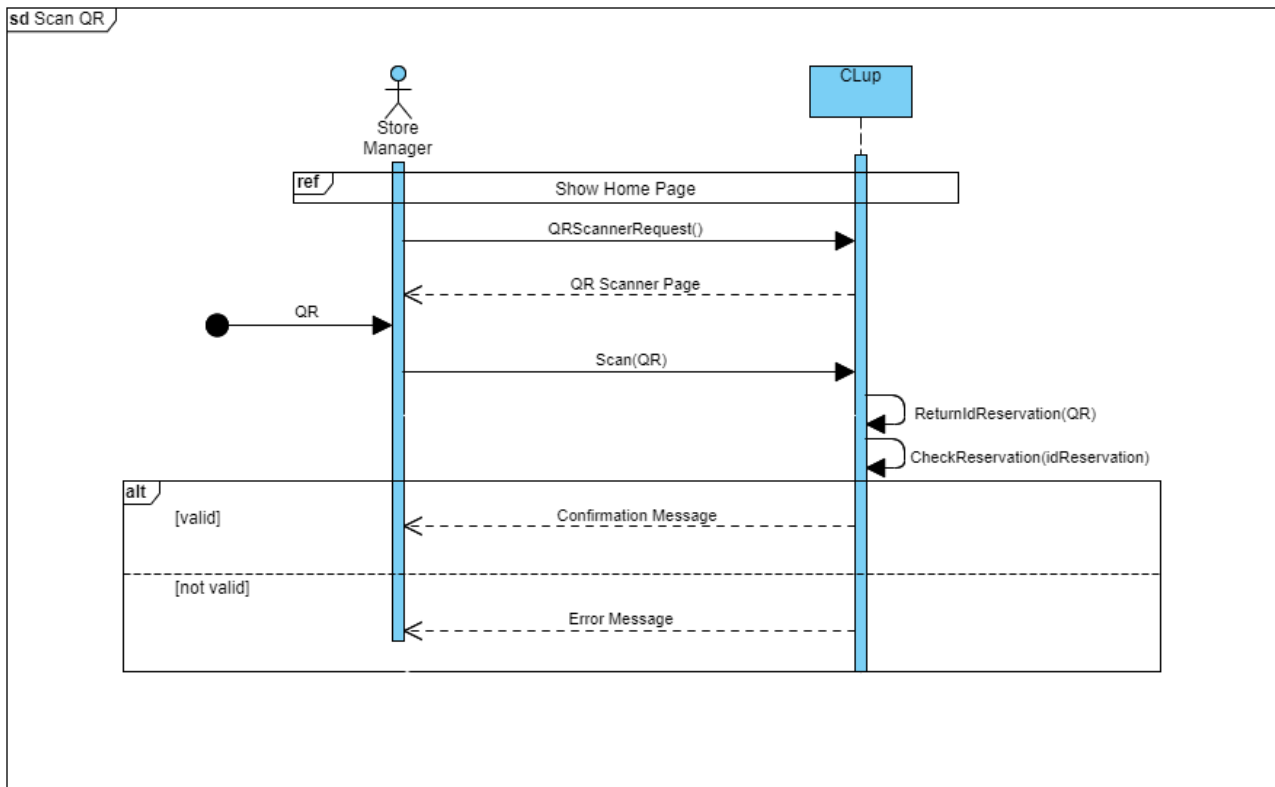 sd Scan QR
CLup
Store
Manager
ref
Show Home Page
QRScannerRequest()
QR Scanner Page
QR
Scan(QR)
ReturnIdReservation(QR)
CheckReservation(idReservation)
alt
[valid]
Confirmation Message
[not valid]
Error Message